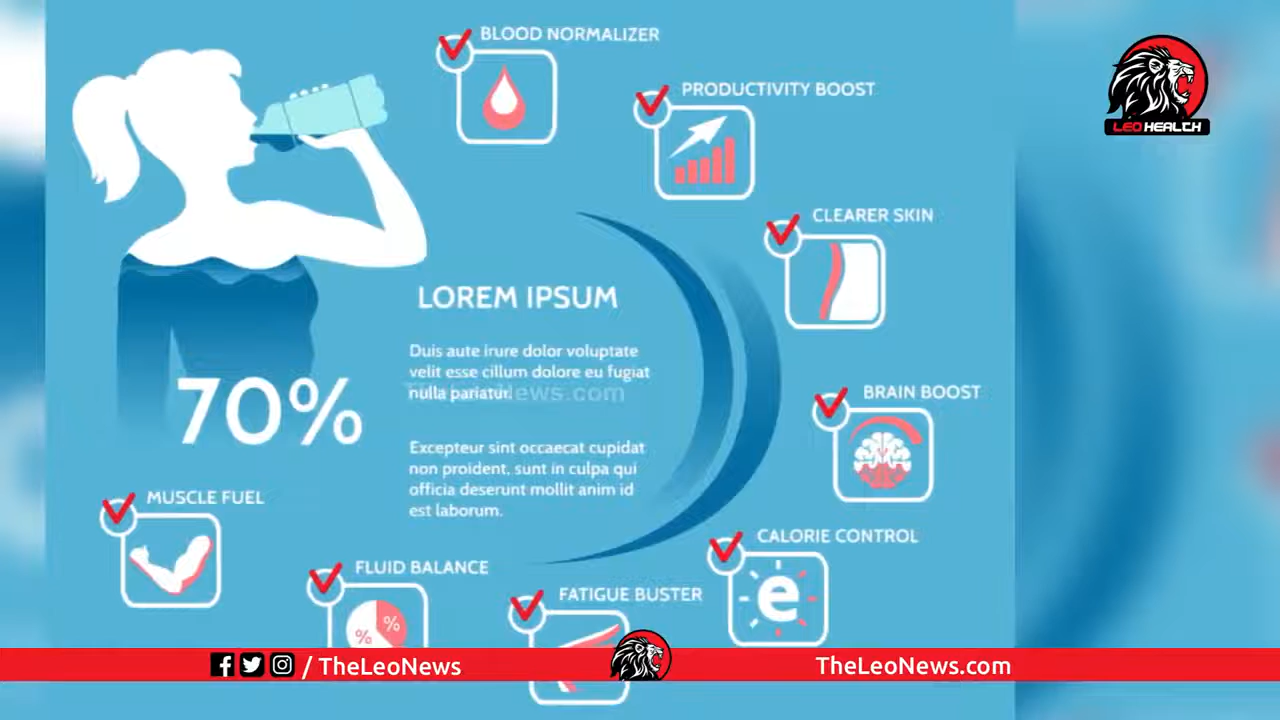 BLOOD NORMALIZER
PRODUCTIVITY BOOST
LEO HEALTH
CLEARER SKIN
LOREM IPSUM
Duis aute irure dolor voluptate
velit esse cillum dolore eu fugiat
nulla pariatur.
TheLeoNews.com
70%
BRAIN BOOST
Excepteur sint occaecat cupidat
non proident, sunt in culpa qui
officia deserunt mollit anim id
est laborum.
MUSCLE FUEL
CALORIE CONTROL
e
FLUID BALANCE
% %
FATIGUE BUSTER
/ TheLeoNews
TheLeoNews.com